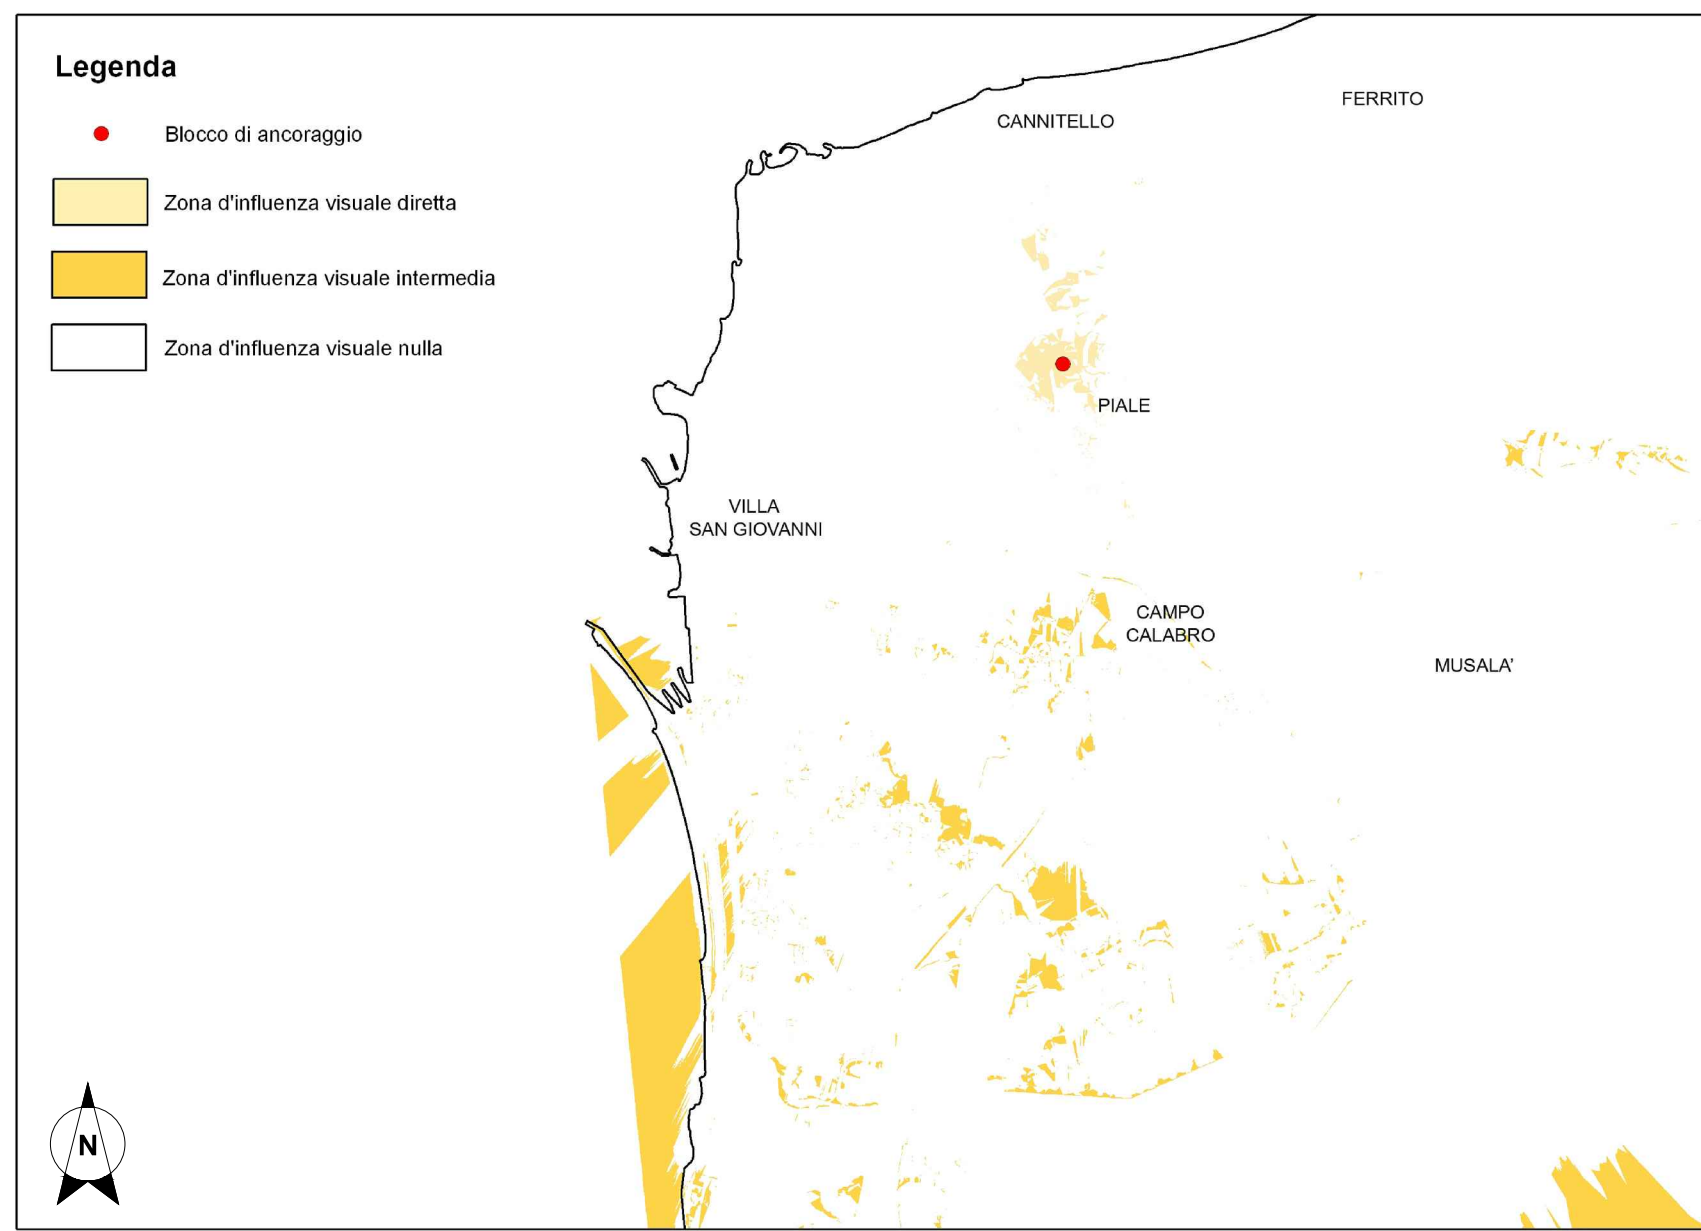 Legenda
Blocco di ancoraggio
Zona d'influenza visuale diretta
Zona d'influenza visuale intermedia
Zona d'influenza visuale nulla
FERRITO
CANNITELLO
PIALE
VILLA
SAN GIOVANNI
CAMPO
CALABRO
MUSALA'
N